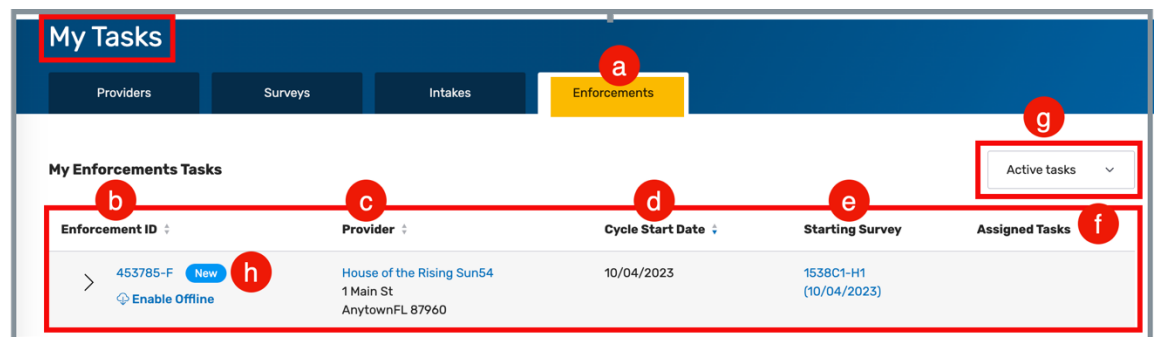 My Tasks
a
Providers Surveys Intakes Enforcements
g
My Enforcements Tasks
Active tasks
b c d e
Enforcement ID Provider Cycle Start Date Starting Survey Assigned Tasks f
453785-F New h House of the Rising Sun54 10/04/2023 1538C1-H1
Enable Offline 1 Main St (10/04/2023)
AnytownFL 87960